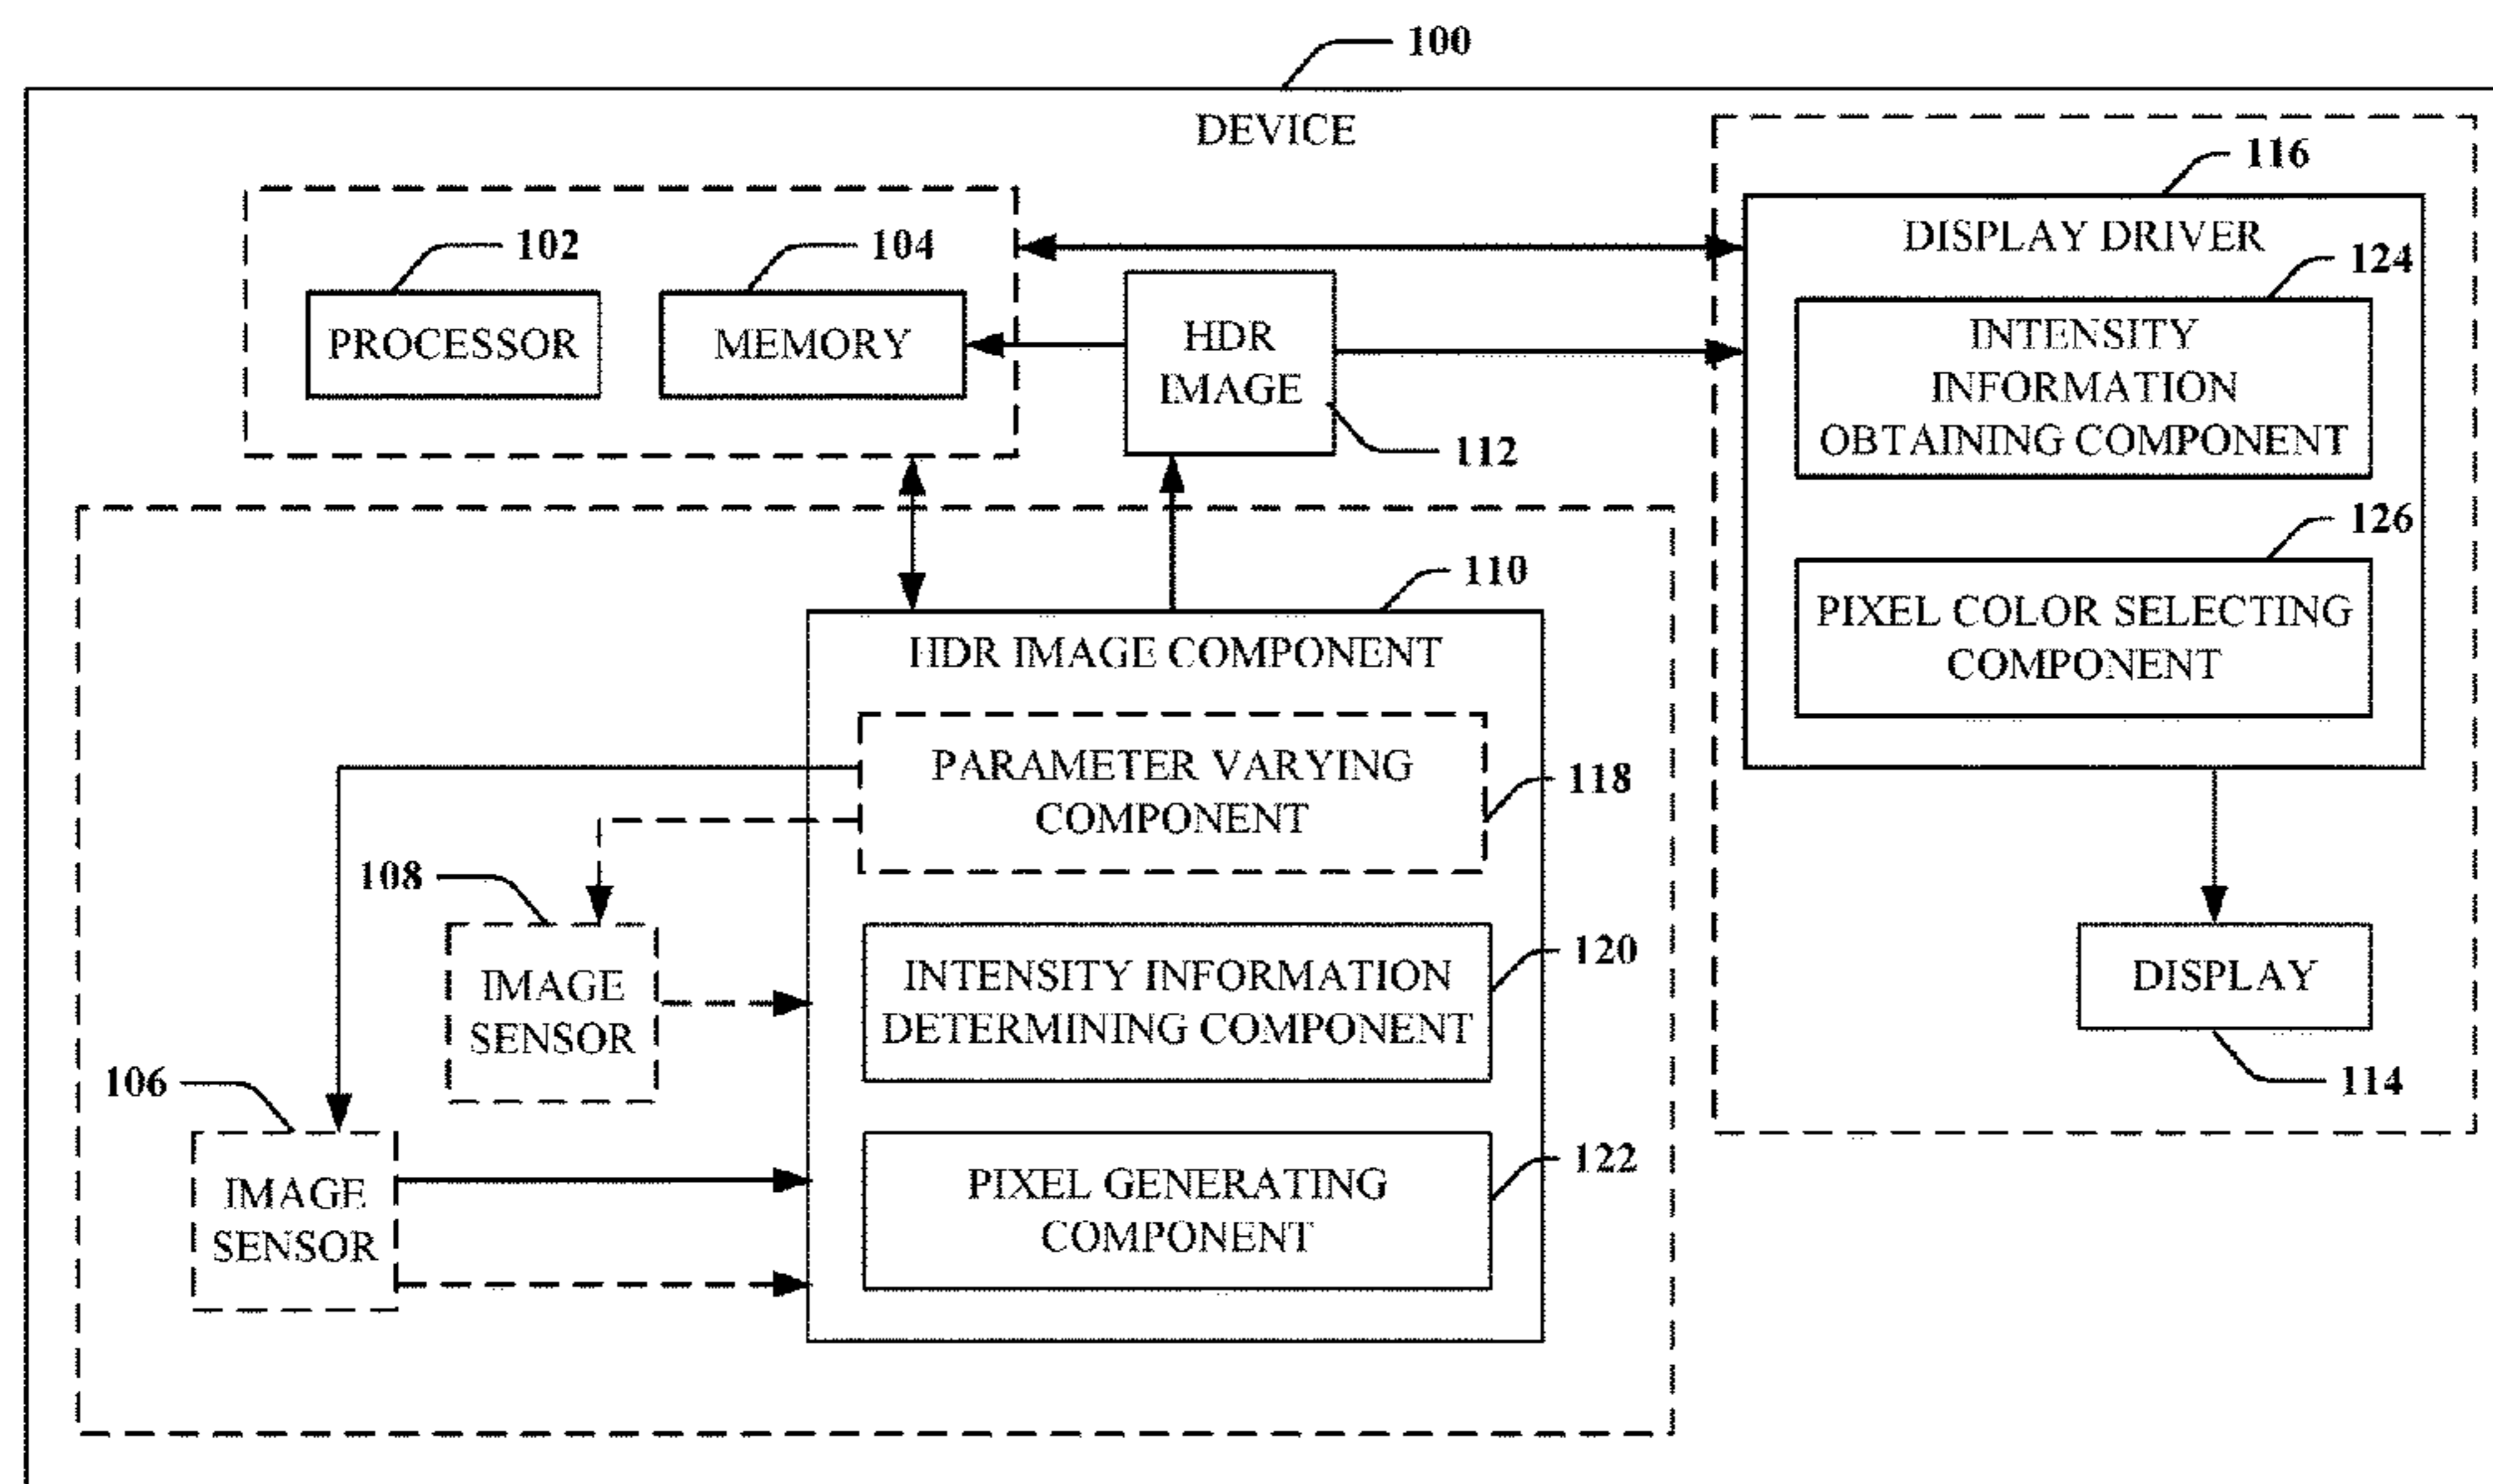 100
DEVICE
116
DISPLAY DRIVER
102
104
124
PROCESSOR
MEMORY
HDR
IMAGE
112
INTENSITY
INFORMATION
OBTAINING COMPONENT
126
PIXEL COLOR SELECTING
COMPONENT
110
HDR IMAGE COMPONENT
PARAMETER VARYING
COMPONENT
118
108
IMAGE
SENSOR
120
INTENSITY INFORMATION
DETERMINING COMPONENT
DISPLAY
114
106
IMAGE
SENSOR
122
PIXEL GENERATING
COMPONENT